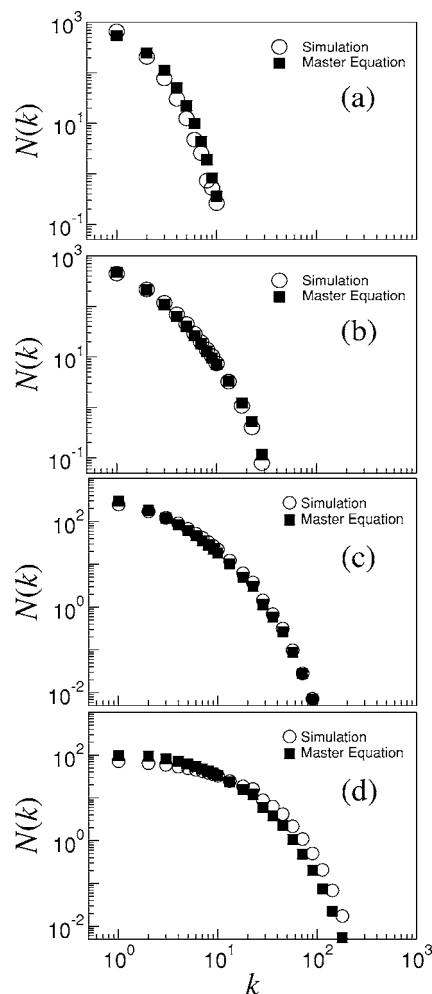 10³
Simulation
Master Equation
(a)
N(k)
10¹
10⁻¹
10³
Simulation
Master Equation
(b)
N(k)
10¹
10⁻¹
Simulation
Master Equation
10²
(c)
N(k)
10⁰
10⁻²
Simulation
Master Equation
10²
(d)
N(k)
10⁰
10⁻²
10⁰ 10¹ 10² 10³
k